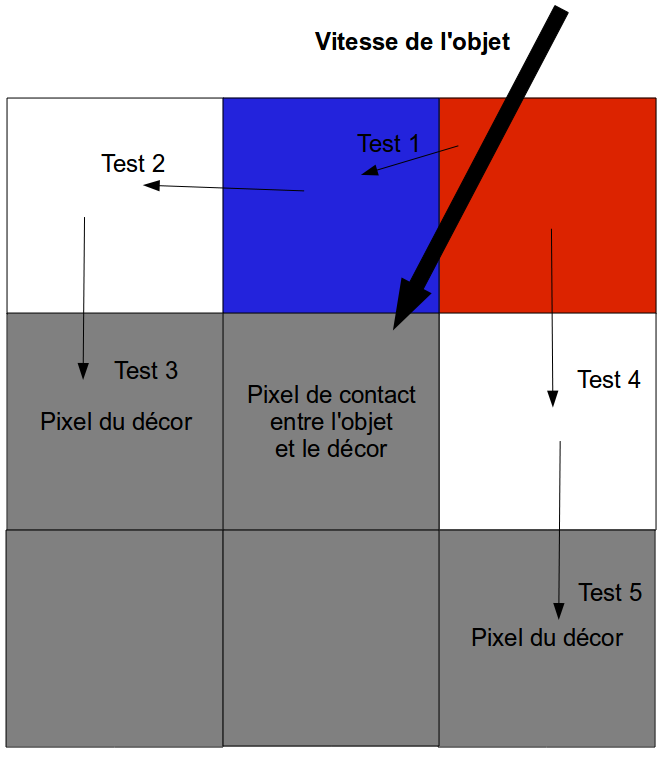 Vitesse de l'objet
Test 1
Test 2
Test 3
Pixel du décor
Pixel de contact
entre l'objet
et le décor
Test 4
Test 5
Pixel du décor